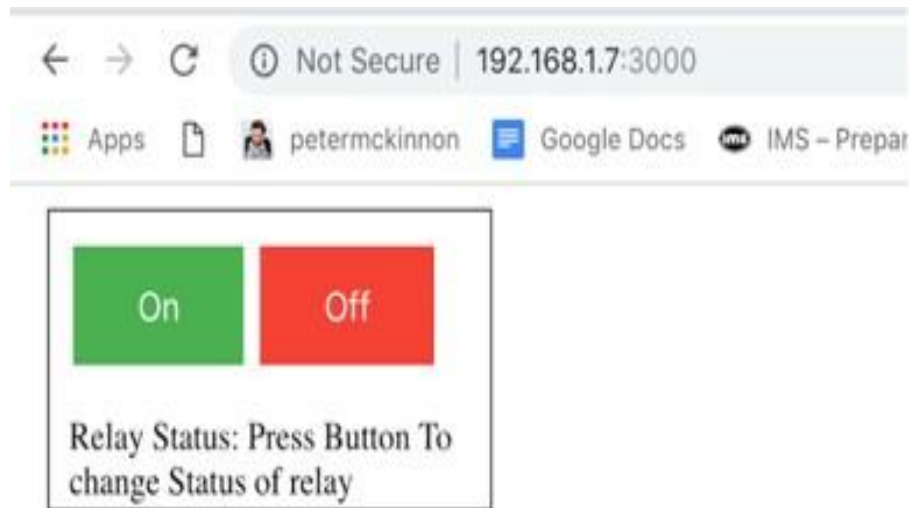 Not Secure | 192.168.1.7:3000
Apps petermckinnon Google Docs IMS – Prepar
On Off
Relay Status: Press Button To
change Status of relay